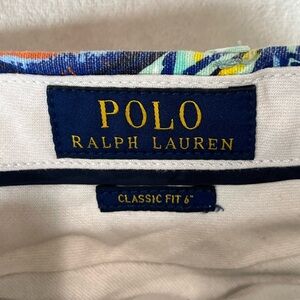 POLO
RALPH LAUREN
CLASSIC FIT 6"